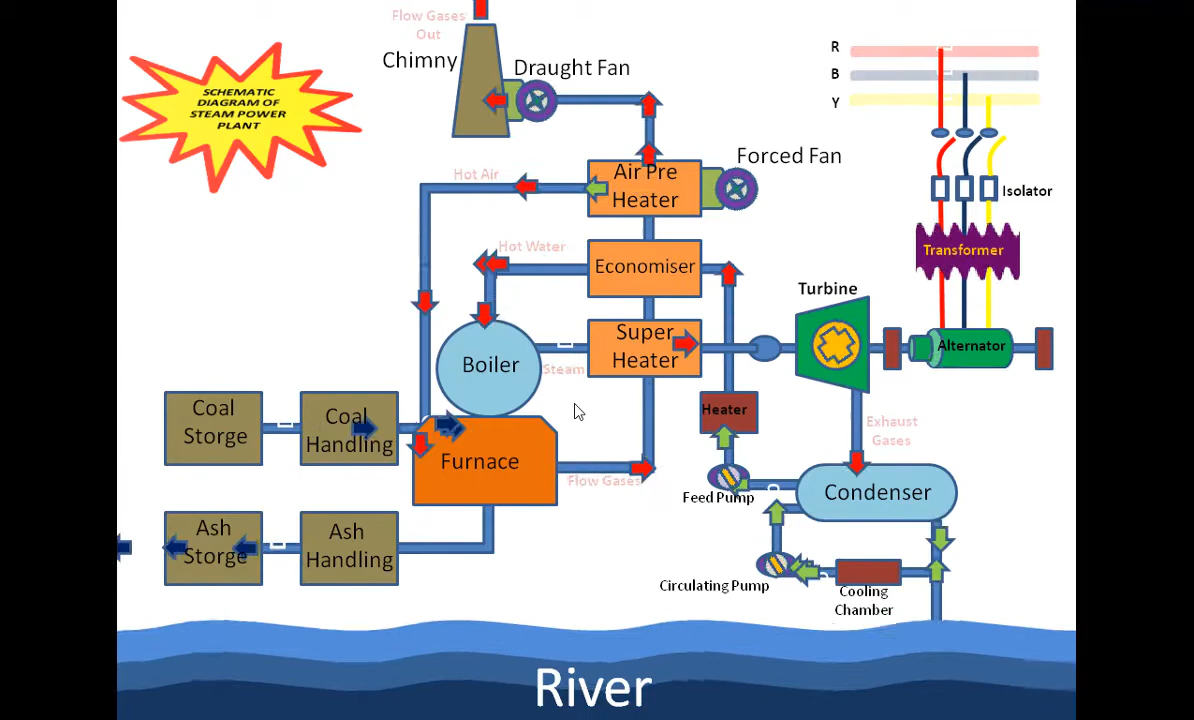 Flow Gases
Out
Chimny
Draught Fan
SCHEMATIC
DIAGRAM OF
STEAM POWER
PLANT
R
B
Y
Forced Fan
Air Pre
Heater
Hot Air
Isolator
Hot Water
Economiser
Transformer
Turbine
Super
Heater
Alternator
Boiler
Steam
Coal
Storge
Coal
Handling
Heater
Exhaust
Gases
Furnace
Flow Gases
Feed Pump
Condenser
Ash
Storge
Ash
Handling
Circulating Pump
Cooling
Chamber
River